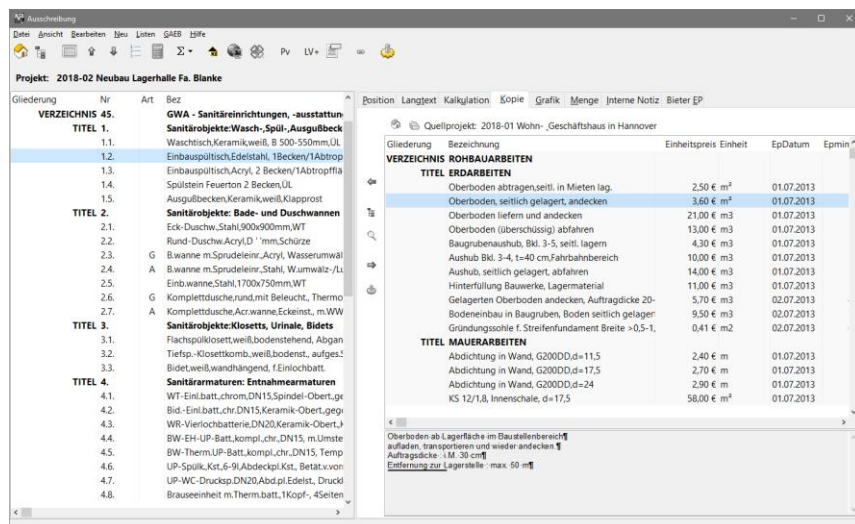 Ausschreibung
Datei Ansicht Bearbeiten Neu Listen GAEB Hilfe
Σ Pv LV+
Projekt: 2018-02 Neubau Lagerhalle Fa. Blanke
Gliederung Nr Art Bez
VERZEICHNIS 45. GWA - Sanitäreinrichtungen, -ausstattun
TITEL 1. Sanitärobjekte:Wasch-,Spül-,Ausgußbeck
1.1. Waschtisch,Keramik,weiß, B 500-550mm,ÜL
1.2. Einbauspültisch,Edelstahl, 1Becken/1Abtrop
1.3. Einbauspültisch,Acryl, 2 Becken/1Abtropflä
1.4. Spülstein Feuerton 2 Becken,ÜL
1.5. Ausgußbecken,Keramik,weiß,Klapprost
TITEL 2. Sanitärobjekte: Bade- und Duschwannen
2.1. Eck-Duschw.,Stahl,900x900mm,WT
2.2. Rund-Duschw.Acryl,D ' 'mm,Schürze
2.3. G B.wanne m.Sprudeleinr.,Acryl, Wasserumwäl
2.4. A B.wanne m.Sprudeleinr.,Stahl, W.umwälz-/Lu
2.5. Einb.wanne,Stahl,1700x750mm,WT
2.6. G Komplettdusche,rund,mit Beleucht., Thermo
2.7. A Komplettdusche,Acr.wanne,Eckeinst., m.WW
TITEL 3. Sanitärobjekte:Klosetts, Urinale, Bidets
3.1. Flachspülklosett,weiß,bodenstehend, Abgan
3.2. Tiefsp.-Klosettkomb.,weiß,bodenst., aufges.S
3.3. Bidet,weiß,wandhängend, f.Einlochbatt.
TITEL 4. Sanitärarmaturen: Entnahmearmaturen
4.1. WT-Einl.batt.,chrom,DN15,Spindel-Obert.,ge
4.2. Bid.-Einl.batt.,chr.DN15,Keramik-Obert.,geg
4.3. WR-Vierlochbatterie,DN20,Keramik-Obert.,H
4.4. BW-EH-UP-Batt.,kompl.,chr.,DN15, m.Umste
4.5. BW-Therm.UP-Batt.,kompl.,chr.,DN15, Temp
4.6. UP-Spülk.,Kst.,6-9l,Abdeckpl.Kst., Betät.v.von
4.7. UP-WC-Drucksp.DN20,Abd.pl.Edelst., Druckl
4.8. Brauseeinheit m.Therm.batt.,1Kopf-, 4Seiten
Position Langtext Kalkulation Kopie Grafik Menge Interne Notiz Bieter EP
Quellprojekt: 2018-01 Wohn- ,Geschäftshaus in Hannover
Gliederung Bezeichnung Einheitspreis Einheit EpDatum Epmin
VERZEICHNIS ROHBAUARBEITEN
TITEL ERDARBEITEN
Oberboden abtragen,seitl. in Mieten lag. 2,50 € m² 01.07.2013
Oberboden, seitlich gelagert, andecken 3,60 € m² 01.07.2013
Oberboden liefern und andecken 21,00 € m3 01.07.2013
Oberboden (überschüssig) abfahren 13,00 € m3 01.07.2013
Baugrubenaushub, Bkl. 3-5, seitl. lagern 4,30 € m3 01.07.2013
Aushub Bkl. 3-4, t=40 cm,Fahrbahnbereich 10,00 € m3 01.07.2013
Aushub, seitlich gelagert, abfahren 14,00 € m3 01.07.2013
Hinterfüllung Bauwerke, Lagermaterial 11,00 € m3 01.07.2013
Gelagerten Oberboden andecken, Auftragdicke 20- 5,70 € m3 02.07.2013
Bodeneinbau in Baugruben, Boden seitlich gelagert 9,50 € m3 02.07.2013
Gründungssohle f. Streifenfundament Breite >0,5-1, 0,41 € m2 02.07.2013
TITEL MAUERARBEITEN
Abdichtung in Wand, G200DD,d=11,5 2,40 € m 01.07.2013
Abdichtung in Wand, G200DD,d=17,5 2,70 € m 01.07.2013
Abdichtung in Wand, G200DD,d=24 2,90 € m 01.07.2013
KS 12/1,8, Innenschale, d=17,5 58,00 € m² 01.07.2013
Oberboden ab Lagerfläche im Baustellenbereich¶
aufladen, transportieren und wieder andecken.¶
Auftragsdicke : i.M. 30 cm¶
Entfernung zur Lagerstelle : max. 50 m¶